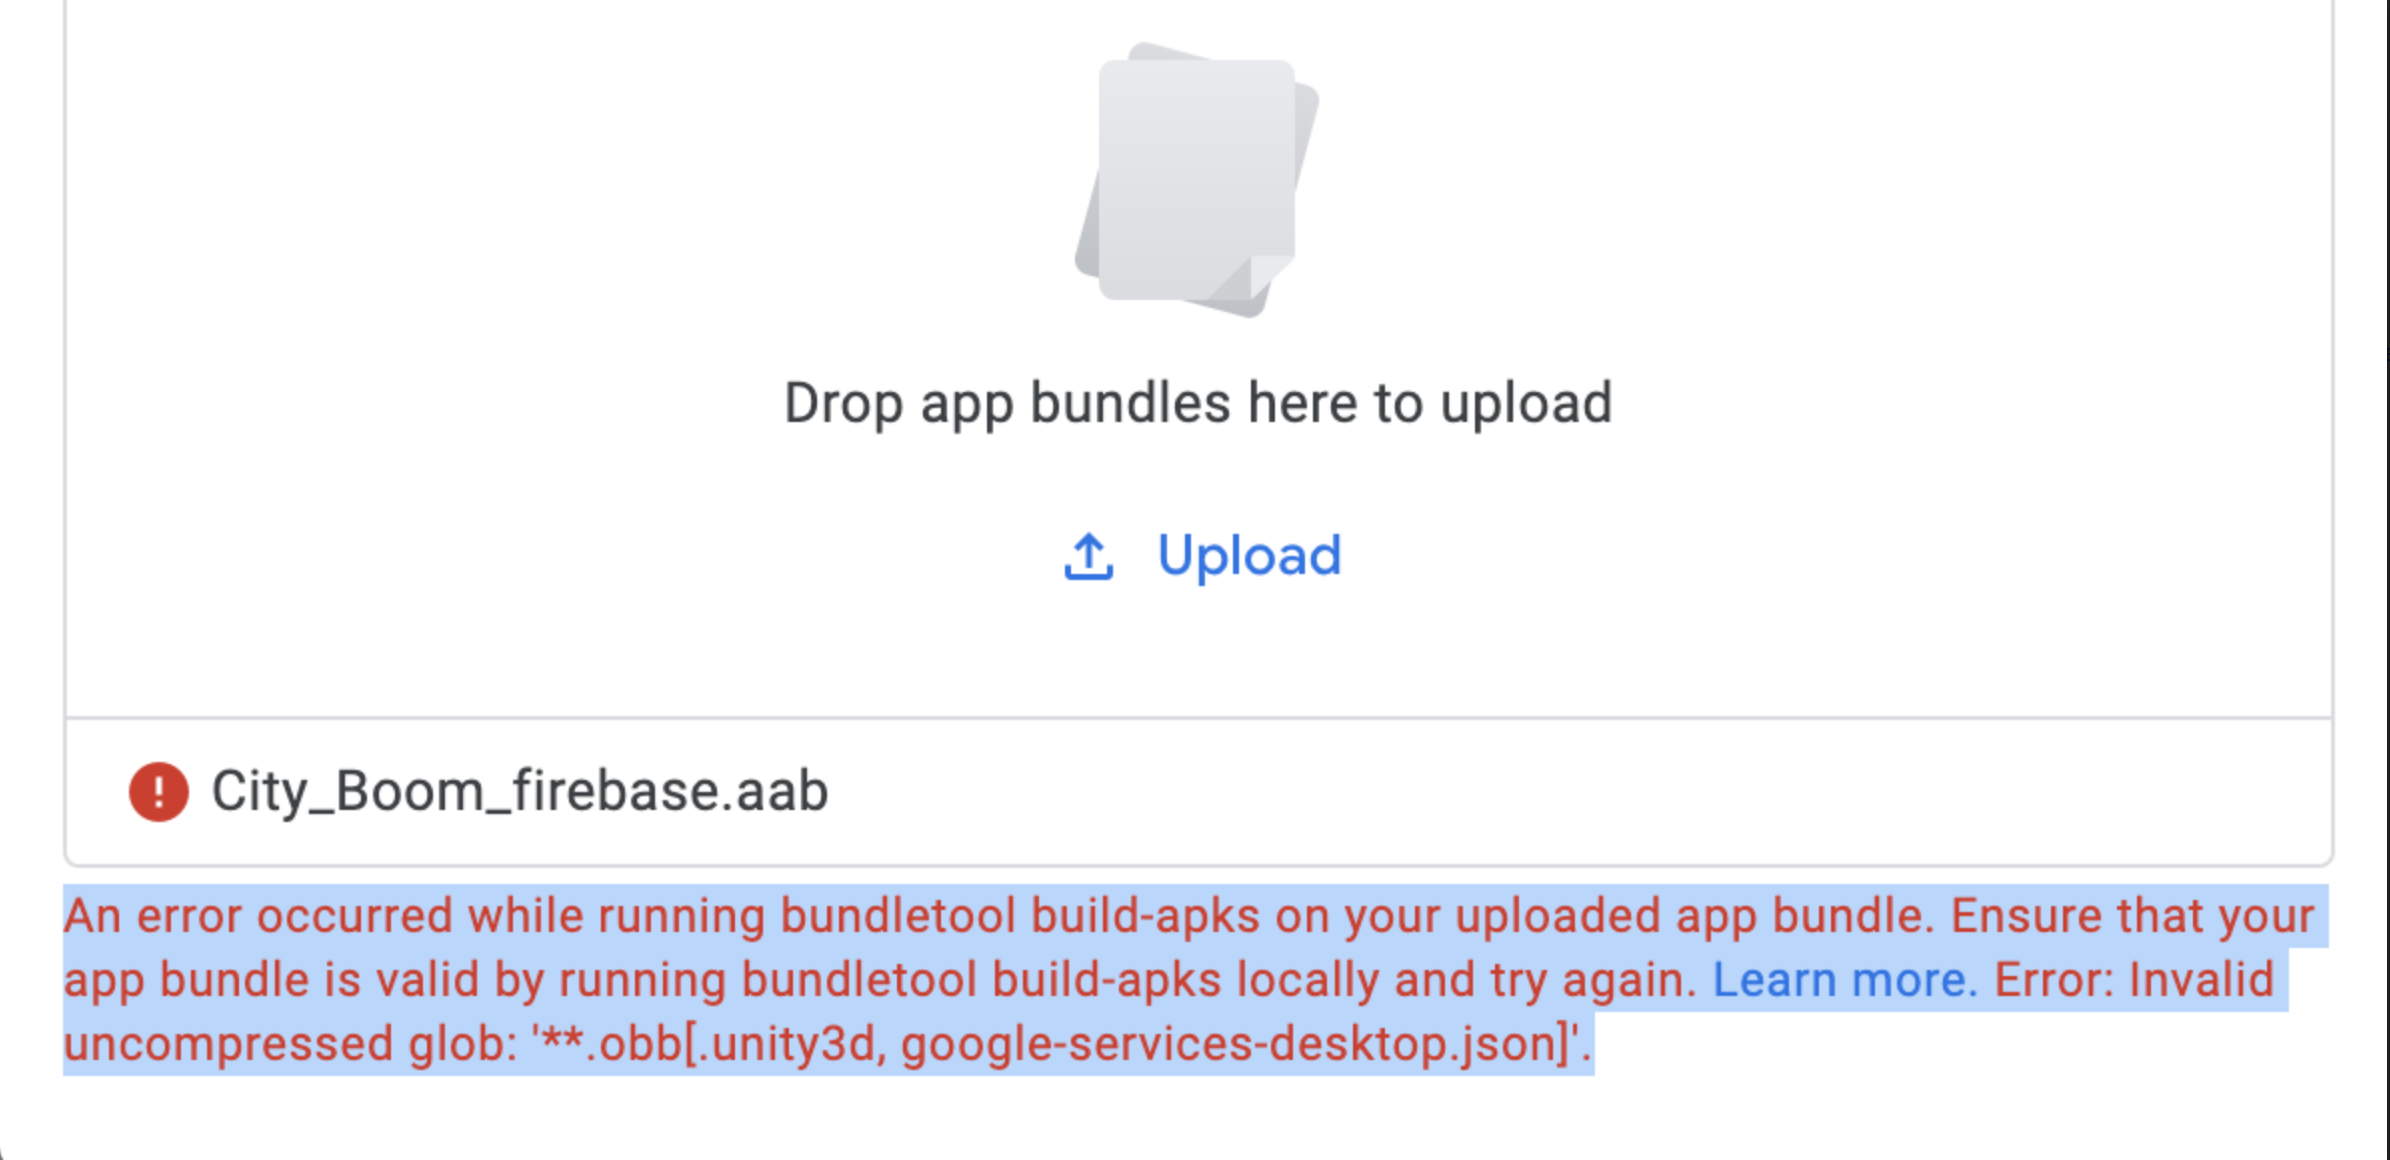 Drop app bundles here to upload
Upload
City_Boom_firebase.aab
An error occurred while running bundletool build-apks on your uploaded app bundle. Ensure that your
app bundle is valid by running bundletool build-apks locally and try again. Learn more. Error: Invalid
uncompressed glob: '**.obb[.unity3d, google-services-desktop.json]'.